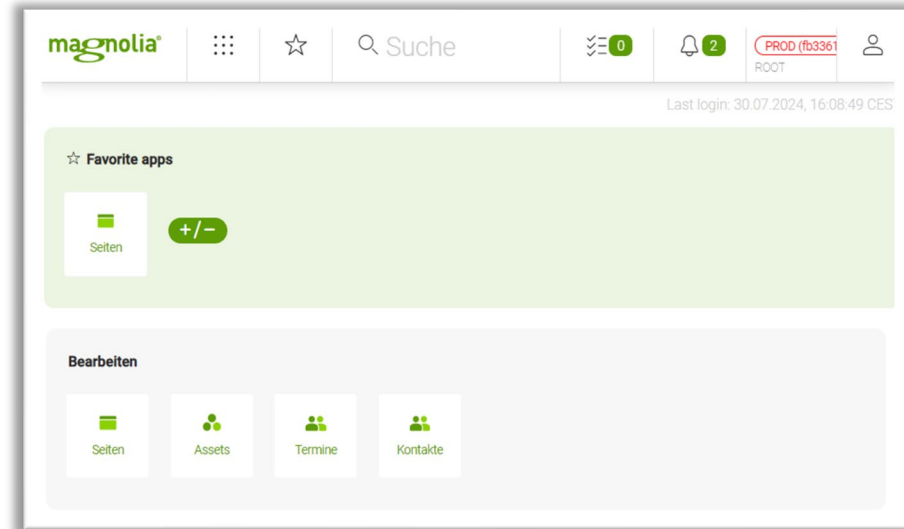 magnolia®
Suche
0
2
PROD (fb3361
ROOT
Last login: 30.07.2024, 16:08:49 CES
Favorite apps
Seiten
+/−
Bearbeiten
Seiten
Assets
Termine
Kontakte